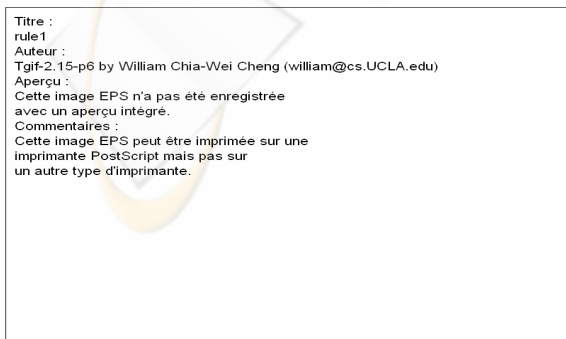 Titre :
rule1
Auteur :
Tgif-2.15-p6 by William Chia-Wei Cheng (william@cs.UCLA.edu)
Aperçu :
Cette image EPS n'a pas été enregistrée
avec un aperçu intégré.
Commentaires :
Cette image EPS peut être imprimée sur une
imprimante PostScript mais pas sur
un autre type d'imprimante.